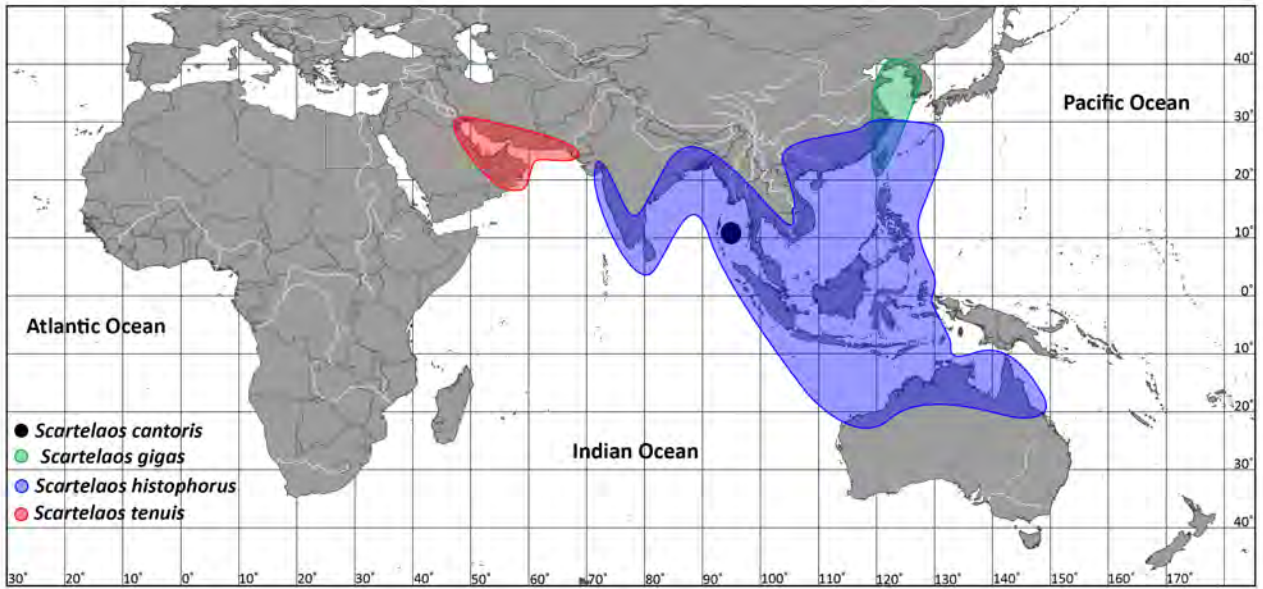 40˚
Pacific Ocean
30˚
20˚
10˚
0˚
Atlantic Ocean
10˚
20˚
Scartelaos cantoris
Indian Ocean
Scartelaos gigas
30˚
Scartelaos histophorus
Scartelaos tenuis
40˚
30˚ 20˚ 10˚ 0˚ 10˚ 20˚ 30˚ 40˚ 50˚ 60˚ 70˚ 80˚ 90˚ 100˚ 110˚ 120˚ 130˚ 140˚ 150˚ 160˚ 170˚